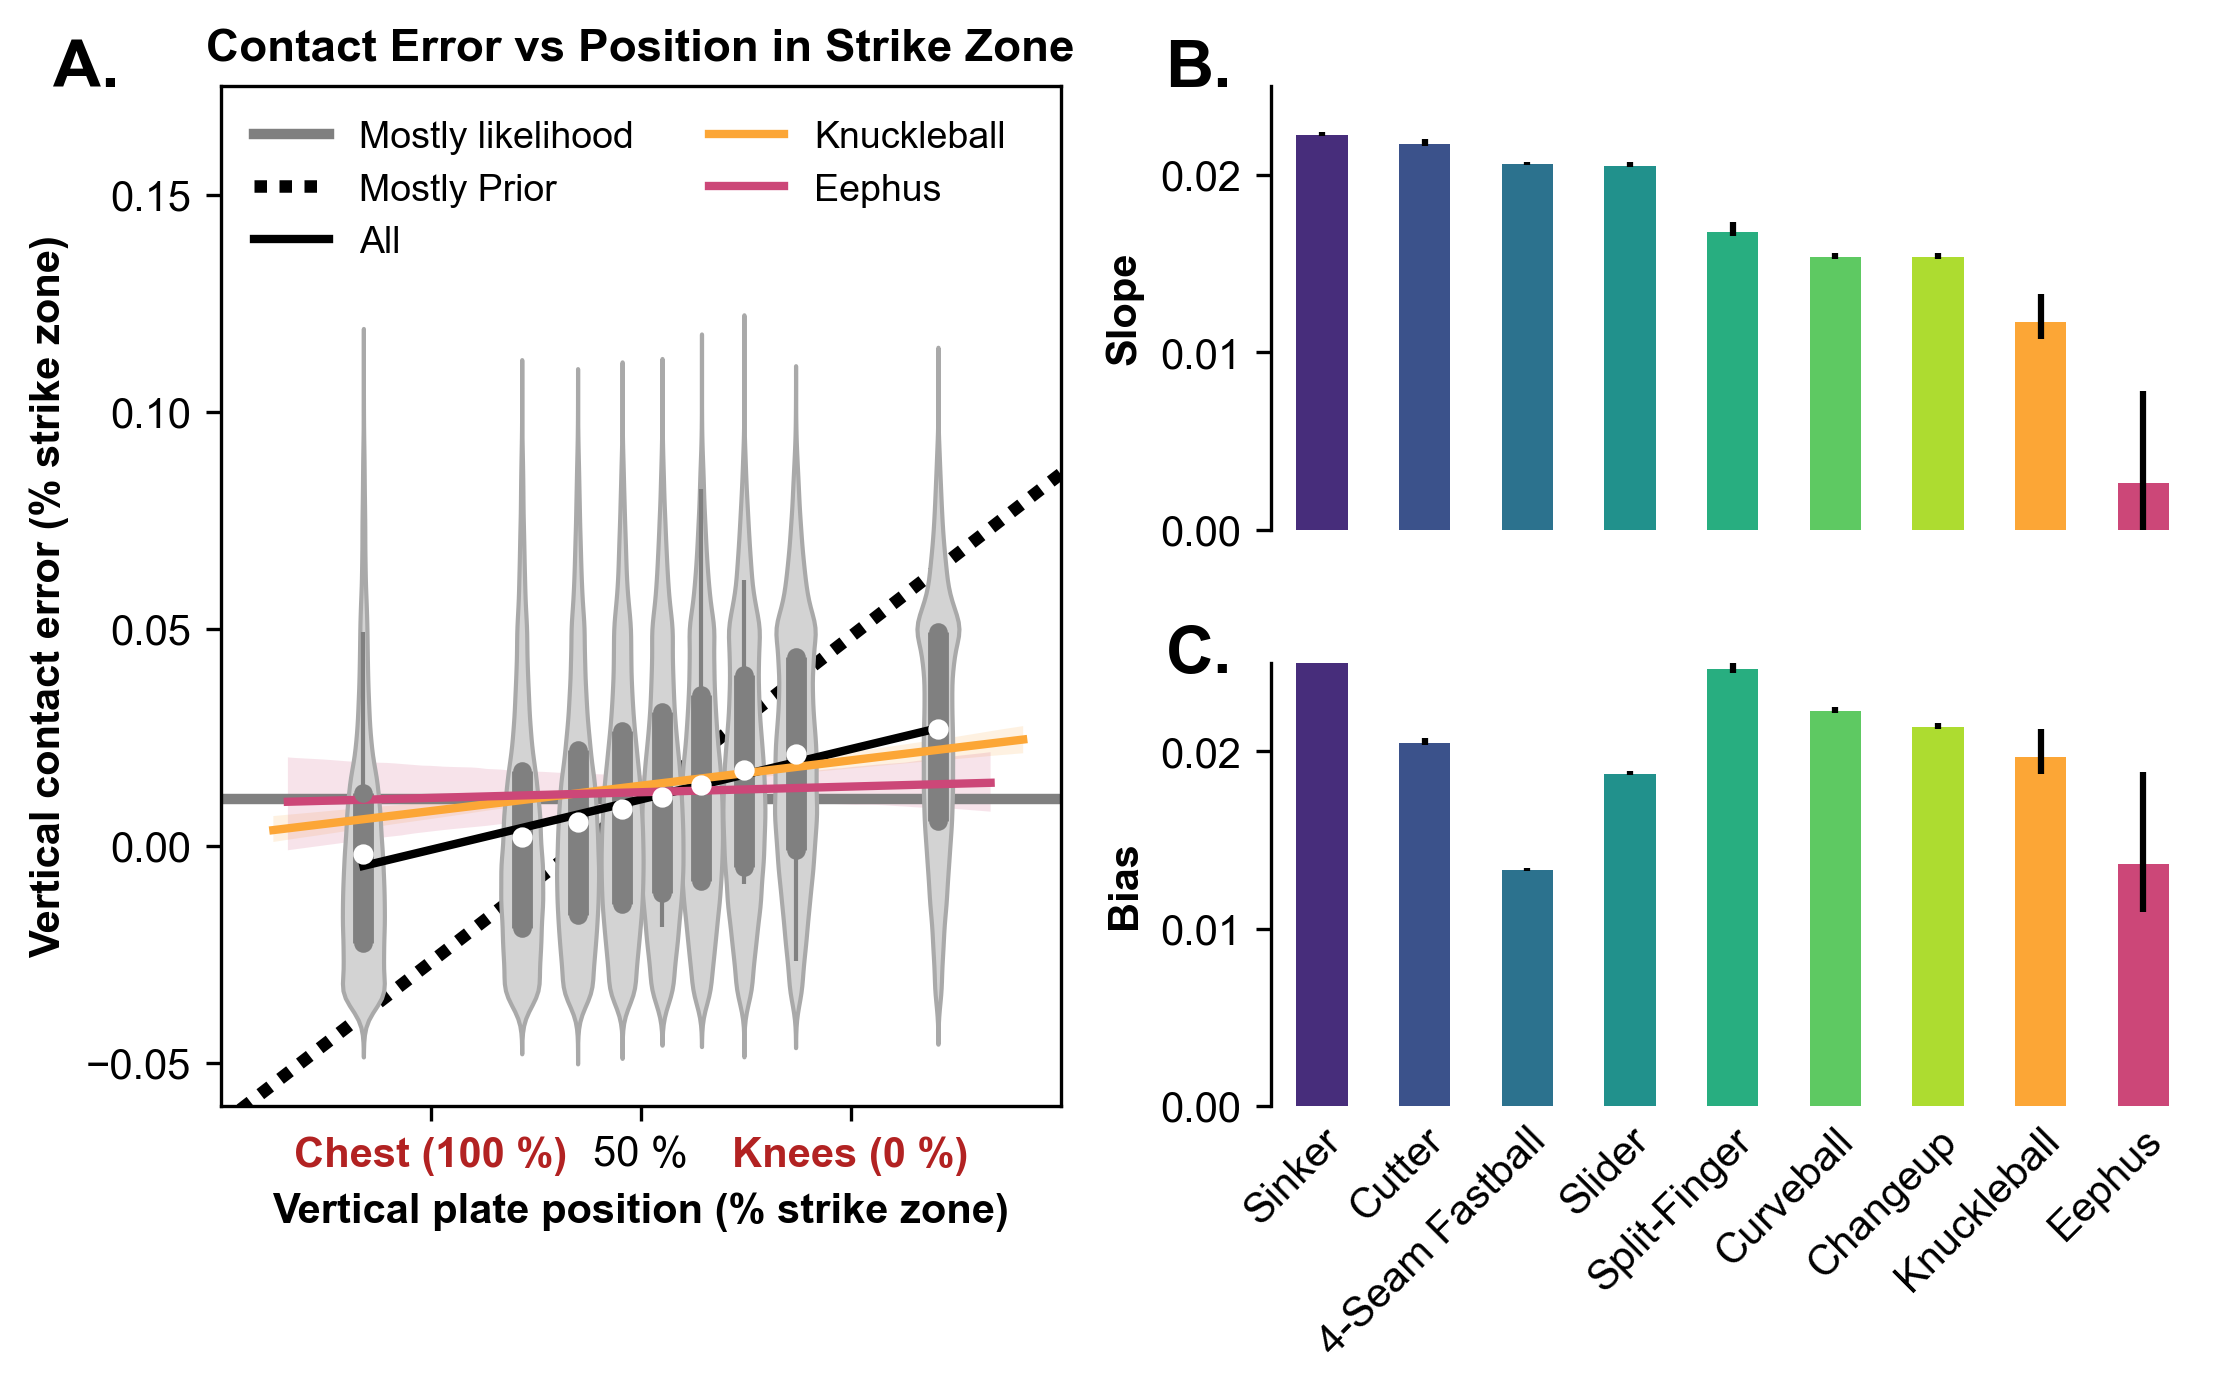 A.
Contact Error vs Position in Strike Zone
Mostly likelihood
Mostly Prior
All
Knuckleball
Eephus
Vertical contact error (% strike zone)
0.15
0.10
0.05
0.00
−0.05
Chest (100 %)
50 %
Knees (0 %)
Vertical plate position (% strike zone)
B.
Slope
0.02
0.01
0.00
C.
Bias
0.02
0.01
0.00
Sinker
Cutter
4-Seam Fastball
Slider
Split-Finger
Curveball
Changeup
Knuckleball
Eephus